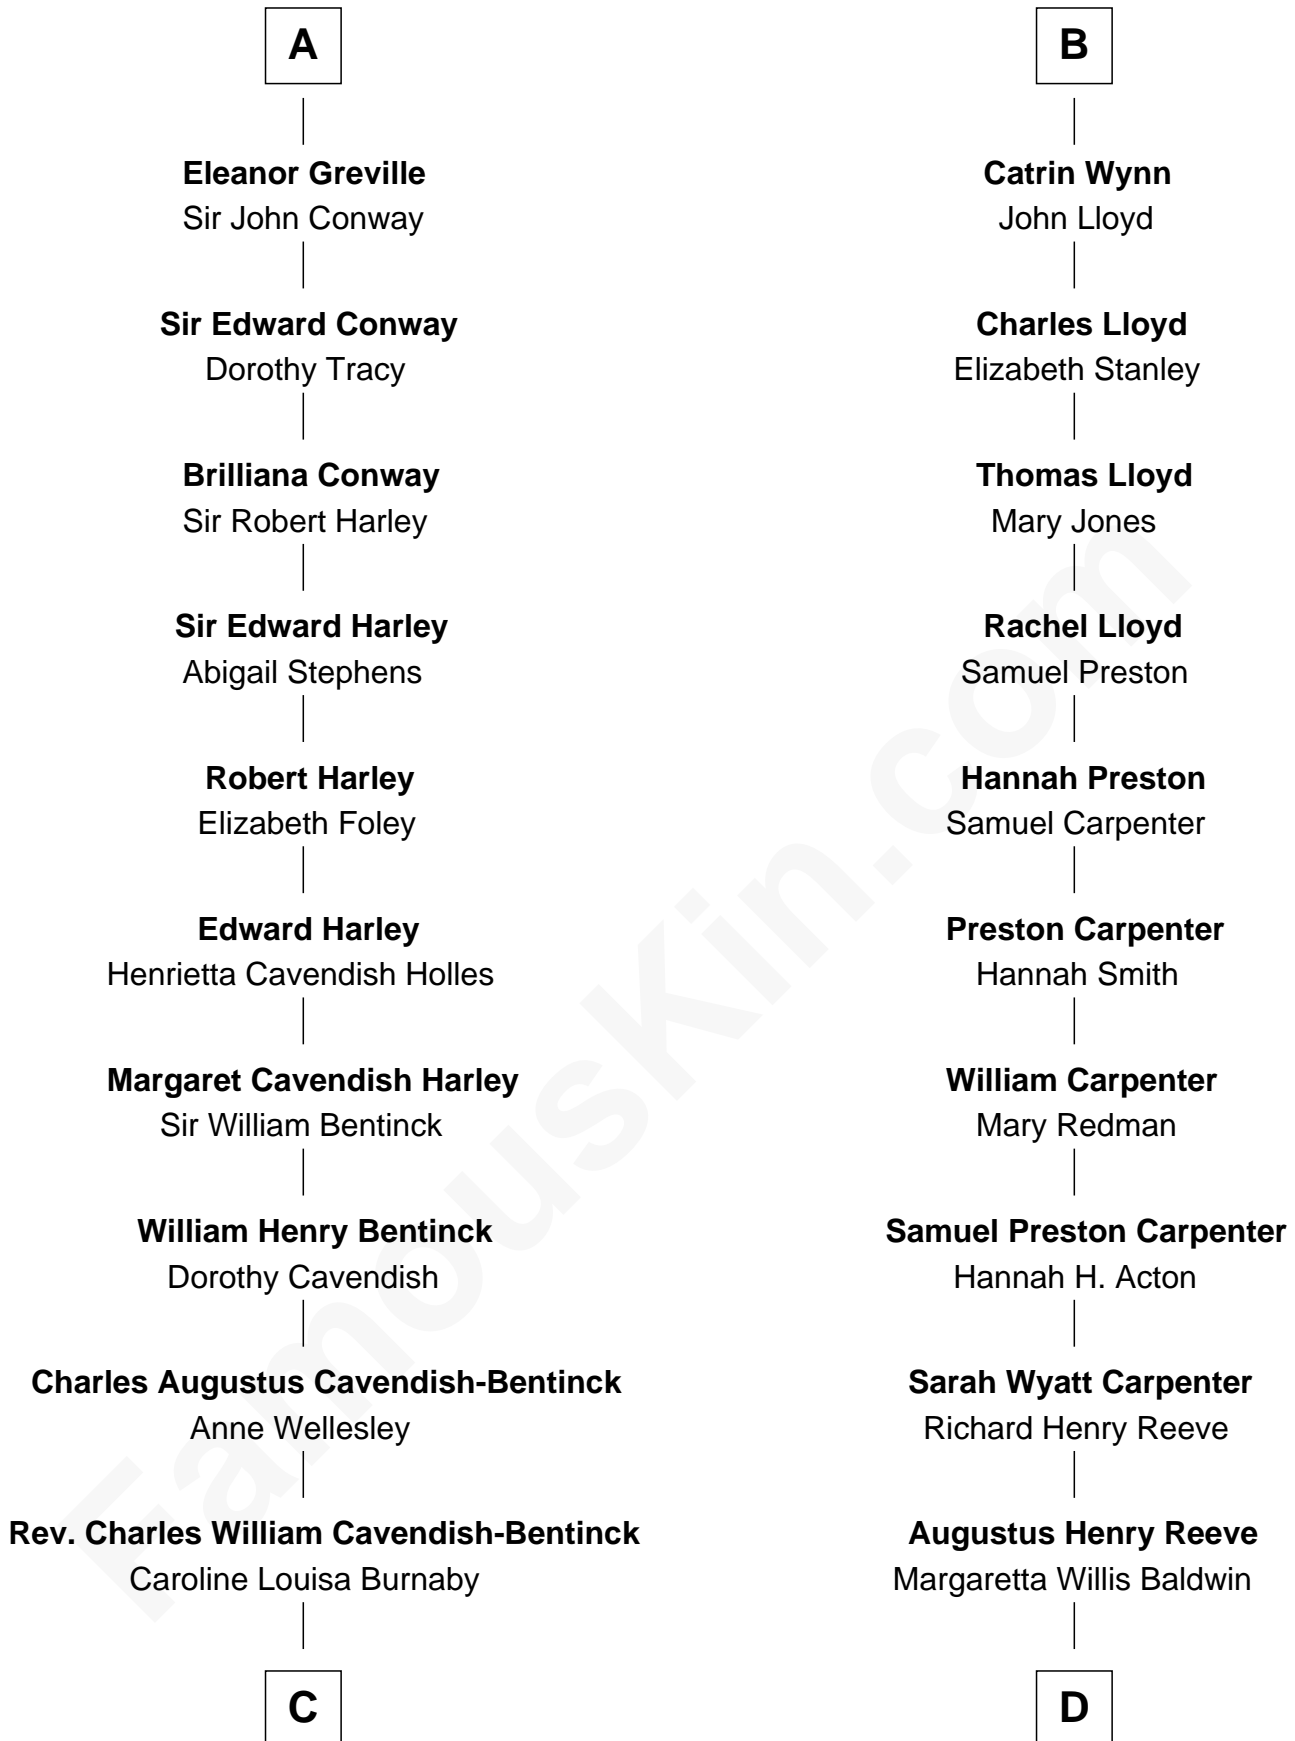 A
Eleanor Greville
Sir John Conway
Sir Edward Conway
Dorothy Tracy
Brilliana Conway
Sir Robert Harley
Sir Edward Harley
Abigail Stephens
Robert Harley
Elizabeth Foley
Edward Harley
Henrietta Cavendish Holles
Margaret Cavendish Harley
Sir William Bentinck
William Henry Bentinck
Dorothy Cavendish
Charles Augustus Cavendish-Bentinck
Anne Wellesley
Rev. Charles William Cavendish-Bentinck
Caroline Louisa Burnaby
C
B
Catrin Wynn
John Lloyd
Charles Lloyd
Elizabeth Stanley
Thomas Lloyd
Mary Jones
Rachel Lloyd
Samuel Preston
Hannah Preston
Samuel Carpenter
Preston Carpenter
Hannah Smith
William Carpenter
Mary Redman
Samuel Preston Carpenter
Hannah H. Acton
Sarah Wyatt Carpenter
Richard Henry Reeve
Augustus Henry Reeve
Margaretta Willis Baldwin
D
FamousKin.com